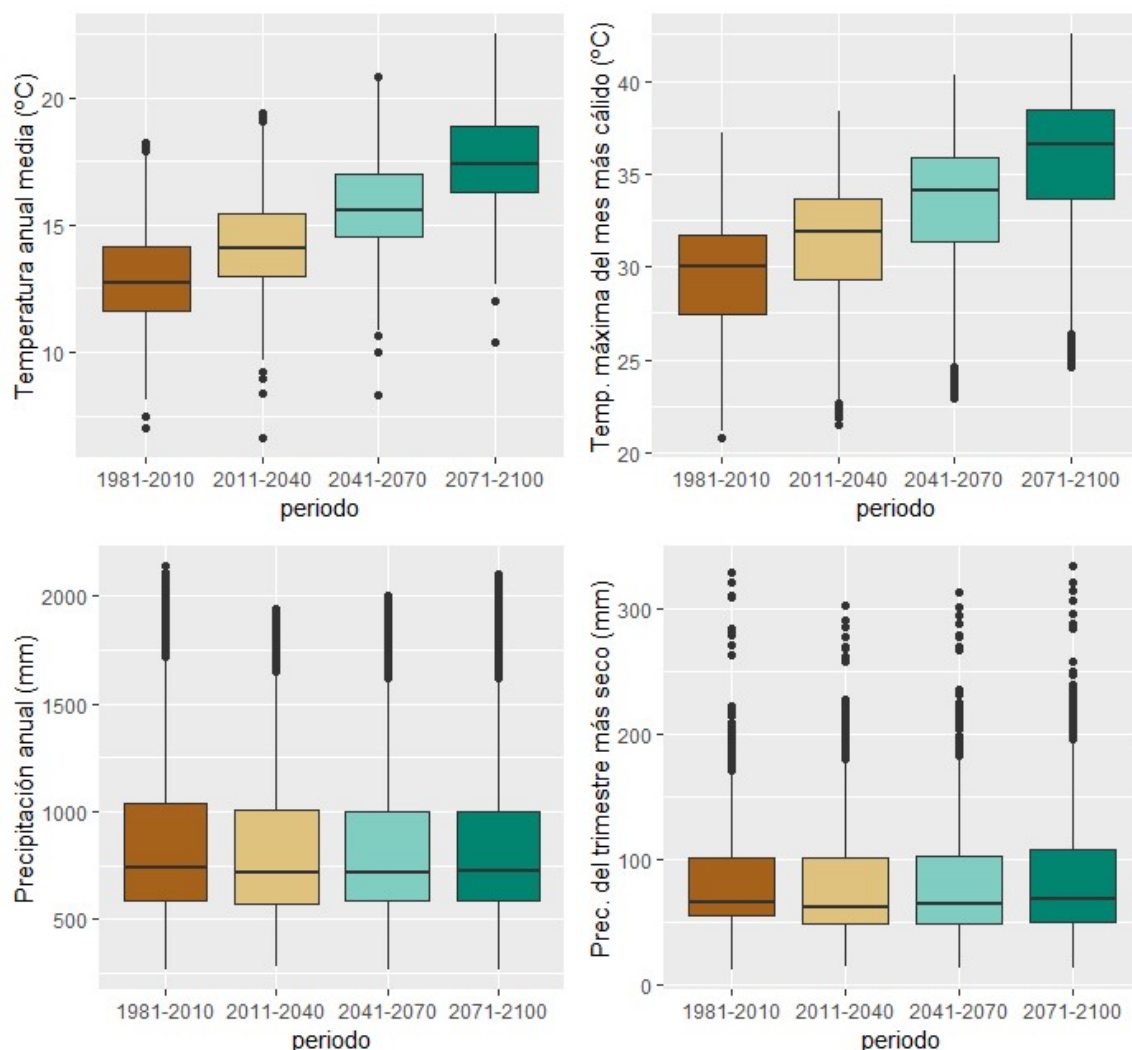 Temperatura anual media (ºC)
20
15
10
1981-2010 2011-2040 2041-2070 2071-2100
periodo
Temp. máxima del mes más cálido (ºC)
40
35
30
25
20
1981-2010 2011-2040 2041-2070 2071-2100
periodo
Precipitación anual (mm)
2000
1500
1000
500
1981-2010 2011-2040 2041-2070 2071-2100
periodo
Prec. del trimestre más seco (mm)
300
200
100
0
1981-2010 2011-2040 2041-2070 2071-2100
periodo